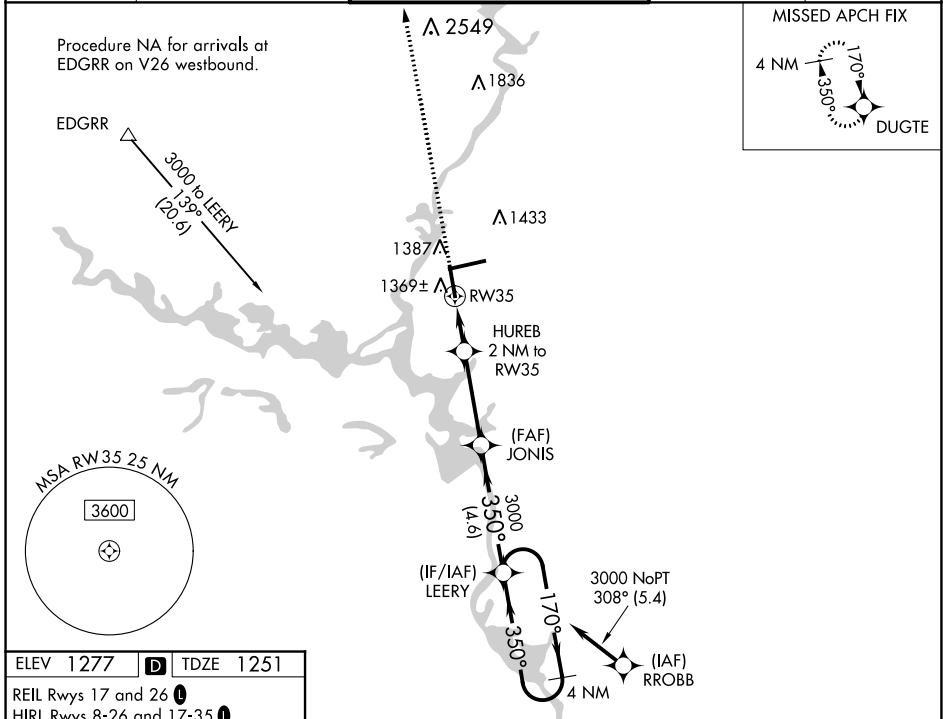 Procedure NA for arrivals at
EDGRR on V26 westbound.
2549
1836
MISSED APCH FIX
4 NM
170°
350°
DUGTE
EDGRR
3000 to LEERY
139°
(20.6)
1433
1387
1369±
RW35
HUREB
2 NM to
RW35
(FAF)
JONIS
MSA RW35 25 NM
3600
3000
350°
(4.6)
(IF/IAF)
LEERY
170°
350°
4 NM
3000 NoPT
308° (5.4)
(IAF)
RROBB
ELEV 1277 D TDZE 1251
REIL Rwys 17 and 26 L
HIRL Rwys 8-26 and 17-35 L